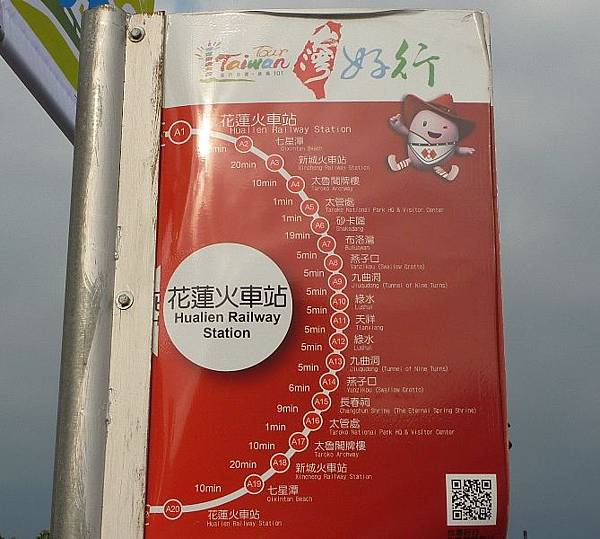 Tour
Taiwan
台灣
好行
A1
花蓮火車站
Hualien Railway Station
A2
七星潭
Qixintan Beach
20min
A3
新城火車站
Xincheng Railway Station
10min
A4
太魯閣牌樓
Taroko Archway
1min
A5
太管處
Taroko National Park HQ & Visitor Center
1min
A6
砂卡礑
Shakadang
19min
A7
布洛灣
Buluowan
5min
A8
燕子口
Yanzikou (Swallow Grotto)
5min
A9
九曲洞
Jiuqudong (Tunnel of Nine Turns)
5min
A10
綠水
Lushui
5min
A11
天祥
Tianxiang
5min
A12
綠水
Lushui
5min
A13
九曲洞
Jiuqudong (Tunnel of Nine Turns)
5min
A14
燕子口
Yanzikou (Swallow Grotto)
6min
A15
長春祠
Changchun Shrine (The Eternal Spring Shrine)
9min
A16
太管處
Taroko National Park HQ & Visitor Center
1min
A17
太魯閣牌樓
Taroko Archway
10min
A18
新城火車站
Xincheng Railway Station
20min
A19
七星潭
Qixintan Beach
10min
A20
花蓮火車站
Hualien Railway Station
花蓮火車站
Hualien Railway
Station